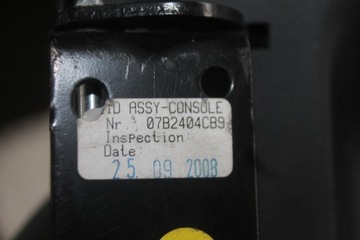 ASSY-CONSOLE
Nr. 07B2404CB9
Inspection
Date
25 09 2008